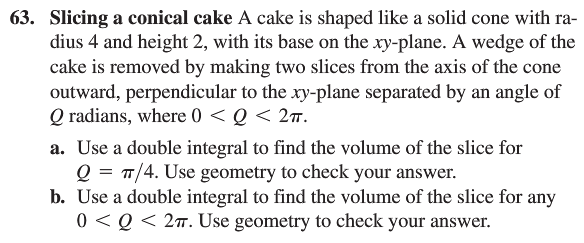 63. Slicing a conical cake A cake is shaped like a solid cone with ra-
dius 4 and height 2, with its base on the xy-plane. A wedge of the
cake is removed by making two slices from the axis of the cone
outward, perpendicular to the xy-plane separated by an angle of
Q radians, where 0 < Q < 2π.
a. Use a double integral to find the volume of the slice for
Q = π/4. Use geometry to check your answer.
b. Use a double integral to find the volume of the slice for any
0 < Q < 2π. Use geometry to check your answer.